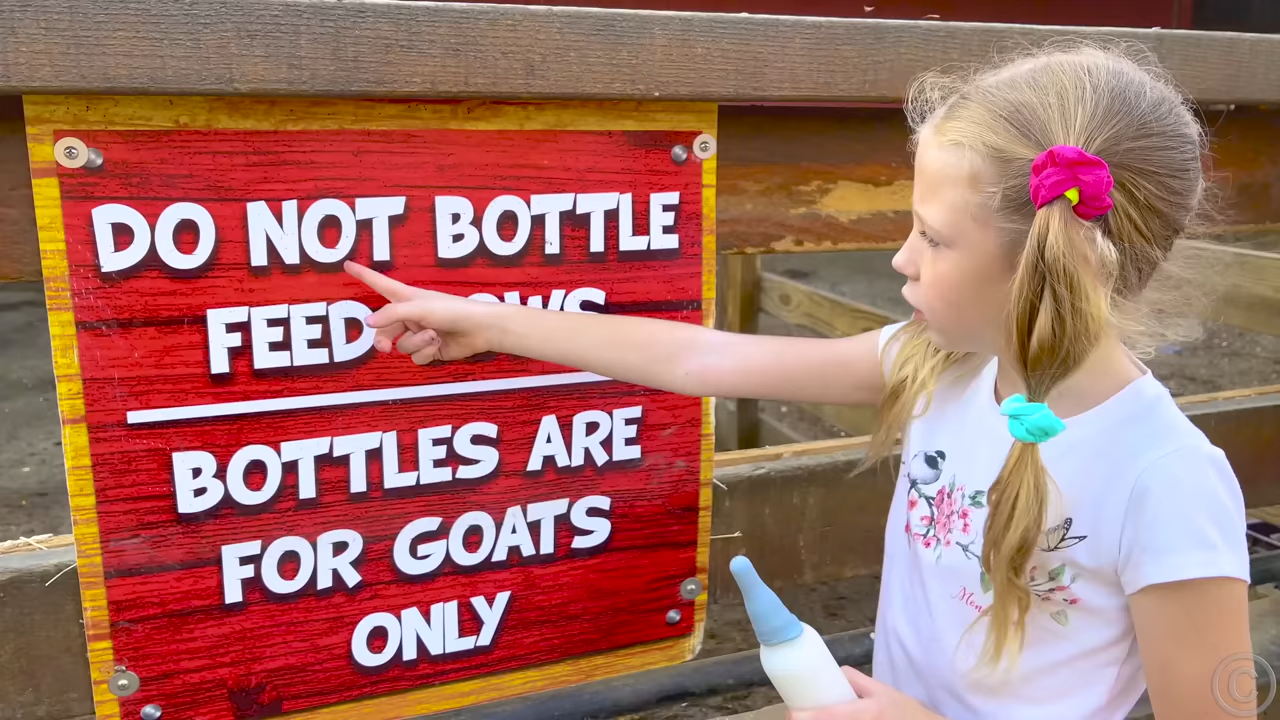 DO NOT BOTTLE
FEED
BOTTLES ARE
FOR GOATS
ONLY
©